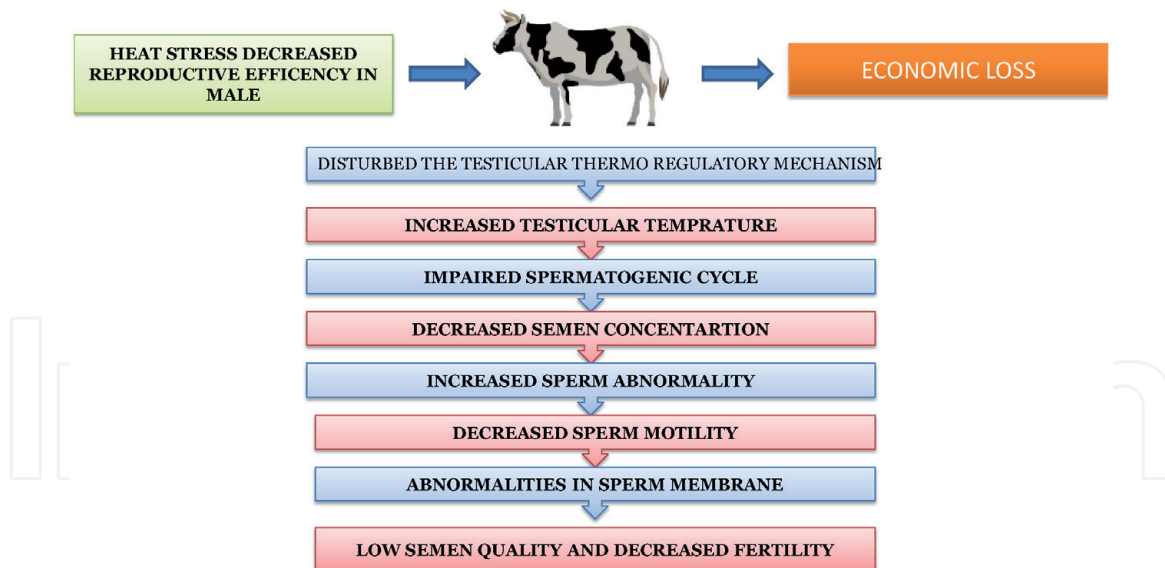 HEAT STRESS DECREASED
REPRODUCTIVE EFFICENCY IN
MALE
ECONOMIC LOSS
DISTURBED THE TESTICULAR THERMO REGULATORY MECHANISM
INCREASED TESTICULAR TEMPRATURE
IMPAIRED SPERMATOGENIC CYCLE
DECREASED SEMEN CONCENTARTION
INCREASED SPERM ABNORMALITY
DECREASED SPERM MOTILITY
ABNORMALITIES IN SPERM MEMBRANE
LOW SEMEN QUALITY AND DECREASED FERTILITY